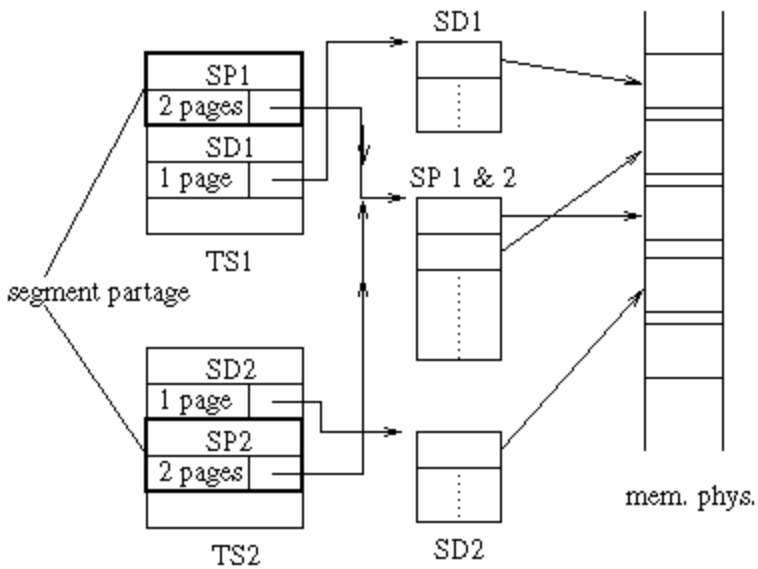 SD1
SP1
2 pages
SD1
1 page
SP 1 & 2
TS1
segment partage
SD2
1 page
SP2
2 pages
mem. phys.
TS2
SD2